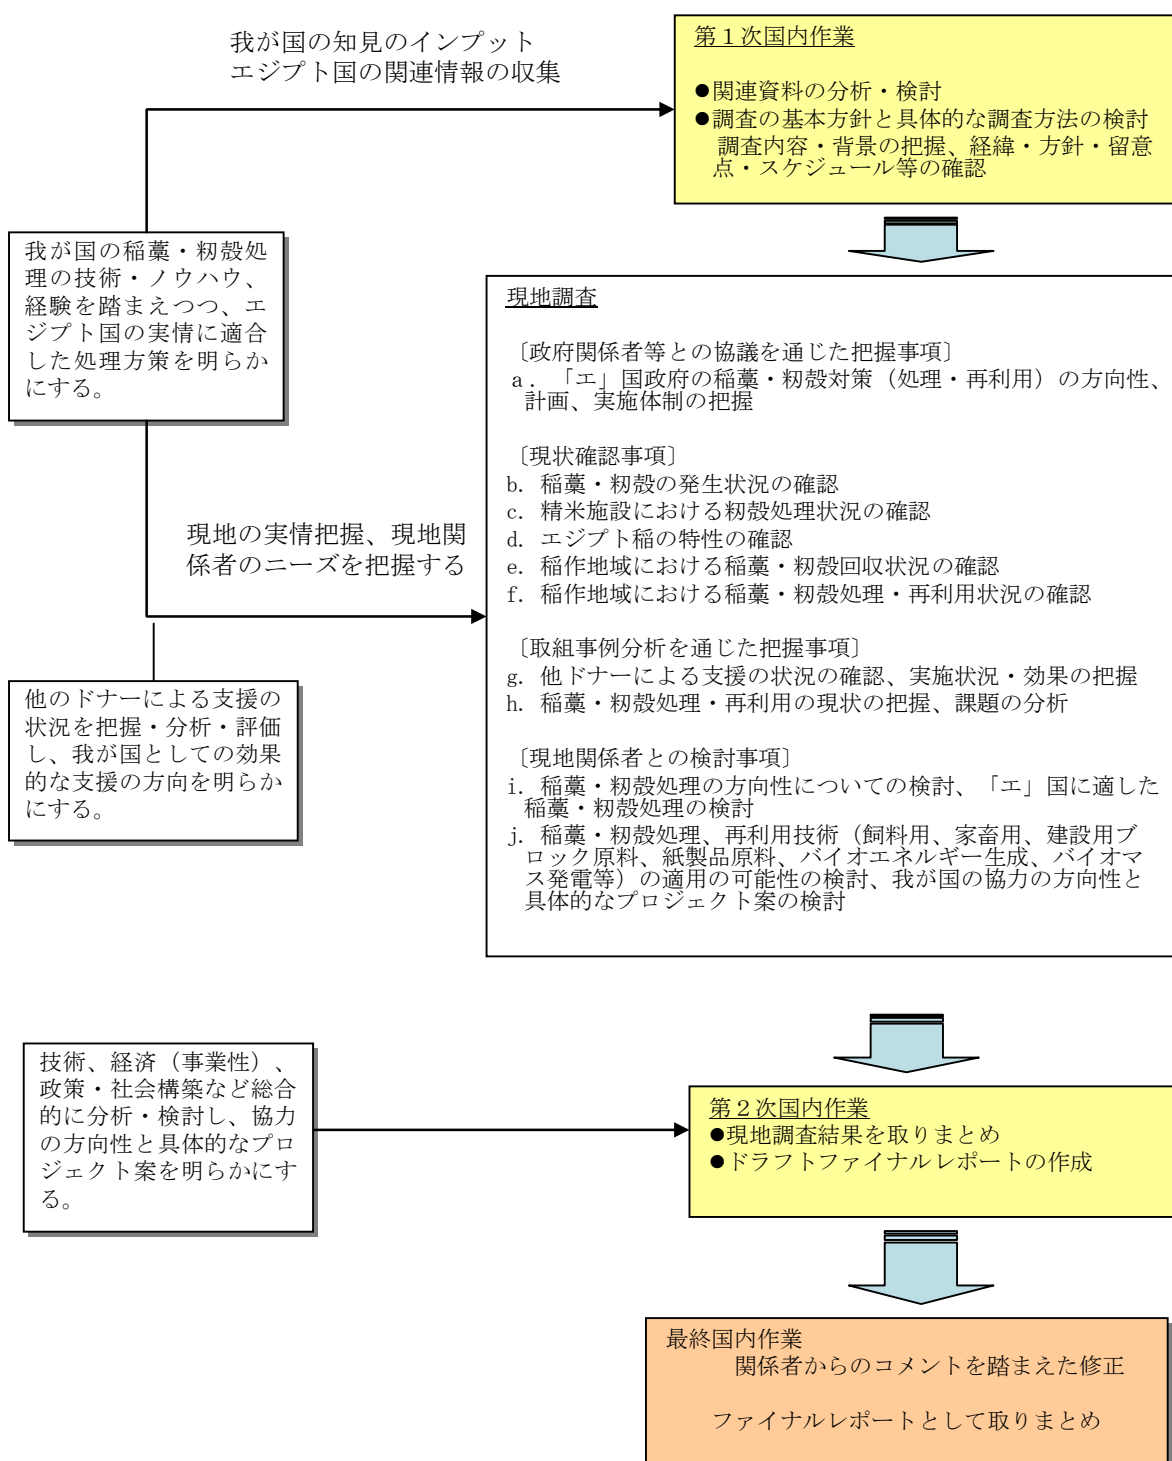 我が国の知見のインプット
エジプト国の関連情報の収集
第１次国内作業
●関連資料の分析・検討
●調査の基本方針と具体的な調査方法の検討
調査内容・背景の把握、経緯・方針・留意
点・スケジュール等の確認
我が国の稲藁・籾殻処
理の技術・ノウハウ、
経験を踏まえつつ、エ
ジプト国の実情に適合
した処理方策を明らか
にする。
現地の実情把握、現地関
係者のニーズを把握する
他のドナーによる支援の
状況を把握・分析・評価
し、我が国としての効果
的な支援の方向を明らか
にする。
現地調査
〔政府関係者等との協議を通じた把握事項〕
a．「エ」国政府の稲藁・籾殻対策（処理・再利用）の方向性、
計画、実施体制の把握
〔現状確認事項〕
b. 稲藁・籾殻の発生状況の確認
c. 精米施設における籾殻処理状況の確認
d. エジプト稲の特性の確認
e. 稲作地域における稲藁・籾殻回収状況の確認
f. 稲作地域における稲藁・籾殻処理・再利用状況の確認
〔取組事例分析を通じた把握事項〕
g. 他ドナーによる支援の状況の確認、実施状況・効果の把握
h. 稲藁・籾殻処理・再利用の現状の把握、課題の分析
〔現地関係者との検討事項〕
i. 稲藁・籾殻処理の方向性についての検討、「エ」国に適した
稲藁・籾殻処理の検討
j. 稲藁・籾殻処理、再利用技術（飼料用、家畜用、建設用ブ
ロック原料、紙製品原料、バイオエネルギー生成、バイオマ
ス発電等）の適用の可能性の検討、我が国の協力の方向性と
具体的なプロジェクト案の検討
技術、経済（事業性）、
政策・社会構築など総合
的に分析・検討し、協力
の方向性と具体的なプロ
ジェクト案を明らかにす
る。
第２次国内作業
●現地調査結果を取りまとめ
●ドラフトファイナルレポートの作成
最終国内作業
関係者からのコメントを踏まえた修正
ファイナルレポートとして取りまとめ